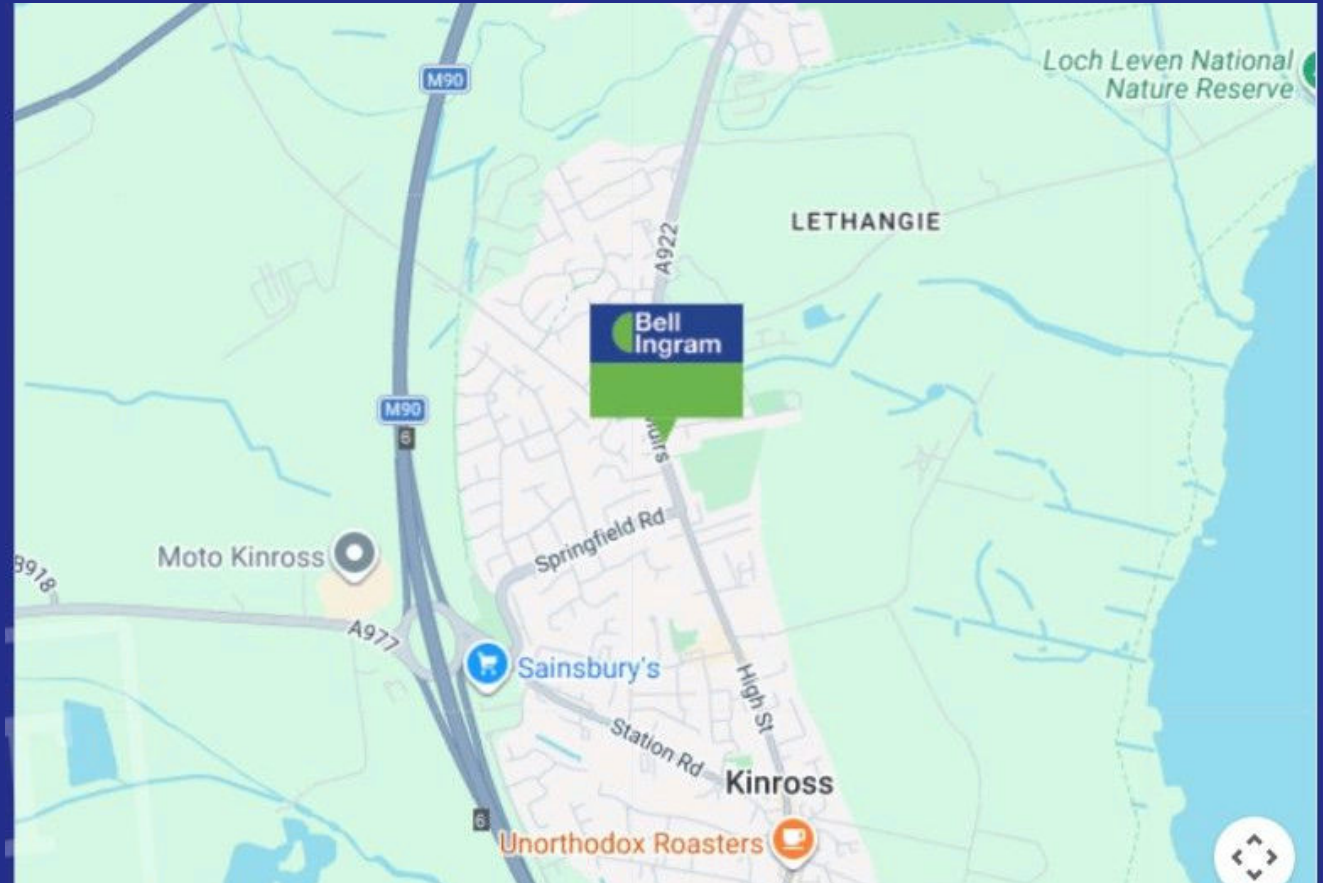 M90
Loch Leven National
Nature Reserve
LETHANGIE
A922
Bell
Ingram
M90
6
Springfield Rd
Moto Kinross
B918
A977
Sainsbury's
High St
Station Rd
Kinross
6
Unorthodox Roasters